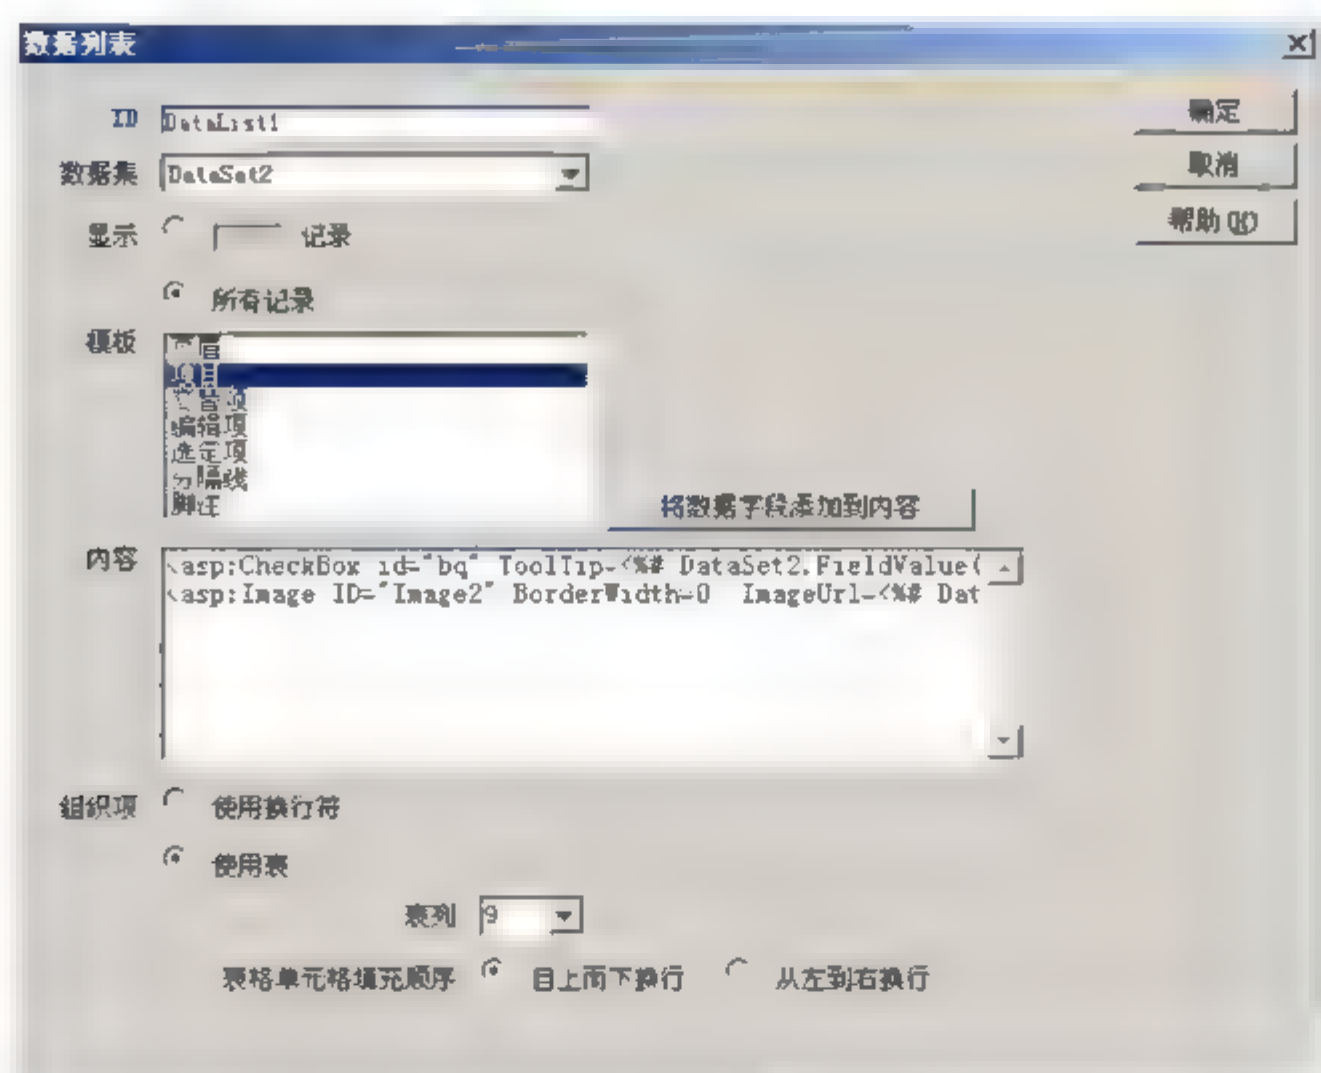 数据列表
ID DataList1
确定
数据集 DataSet2
取消
显示 记录
帮助(H)
所有记录
模板
项目
编辑项
选定项
分隔线
脚注
将数据字段添加到内容
内容
<asp:CheckBox id="bq" ToolTip=<%# DataSet2.FieldValue(
<asp:Image ID="Image2" BorderWidth=0 ImageUrl=<%# Dat
组织项 使用换行符
使用表
表列 9
表格单元格填充顺序 自上而下换行 从左到右换行